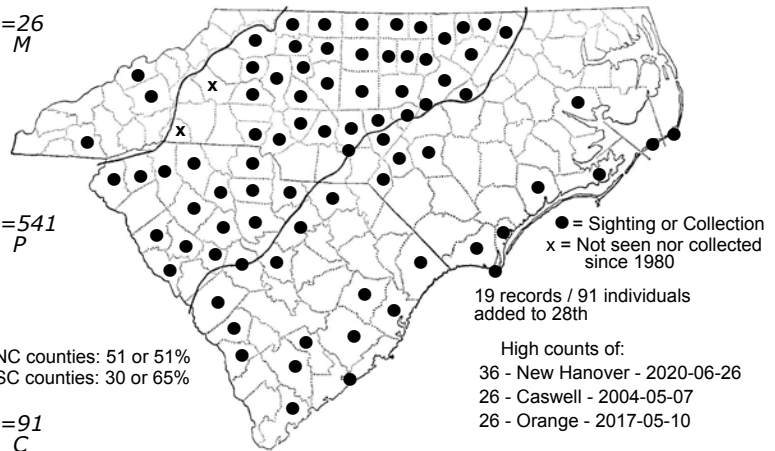 =26
M
x
x
=541
P
● = Sighting or Collection
x = Not seen nor collected
since 1980
19 records / 91 individuals
added to 28th
NC counties: 51 or 51%
SC counties: 30 or 65%
High counts of:
36 - New Hanover - 2020-06-26
26 - Caswell - 2004-05-07
26 - Orange - 2017-05-10
=91
C